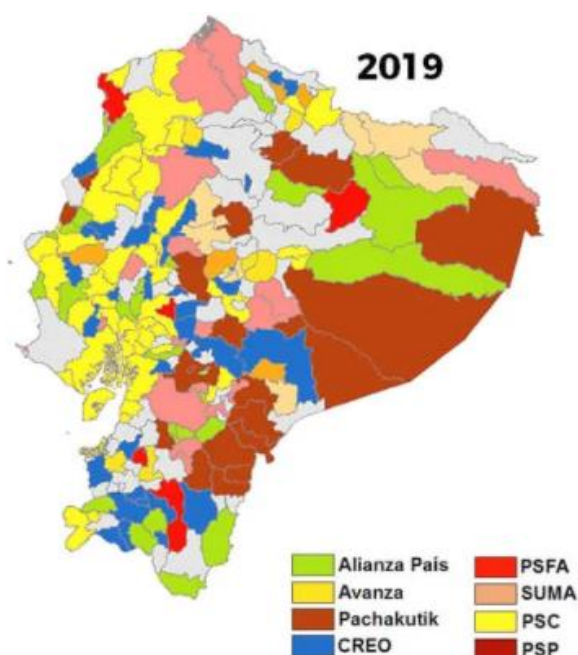 2019
Alianza País
Avanza
Pachakutik
CREO
PSFA
SUMA
PSC
PSP